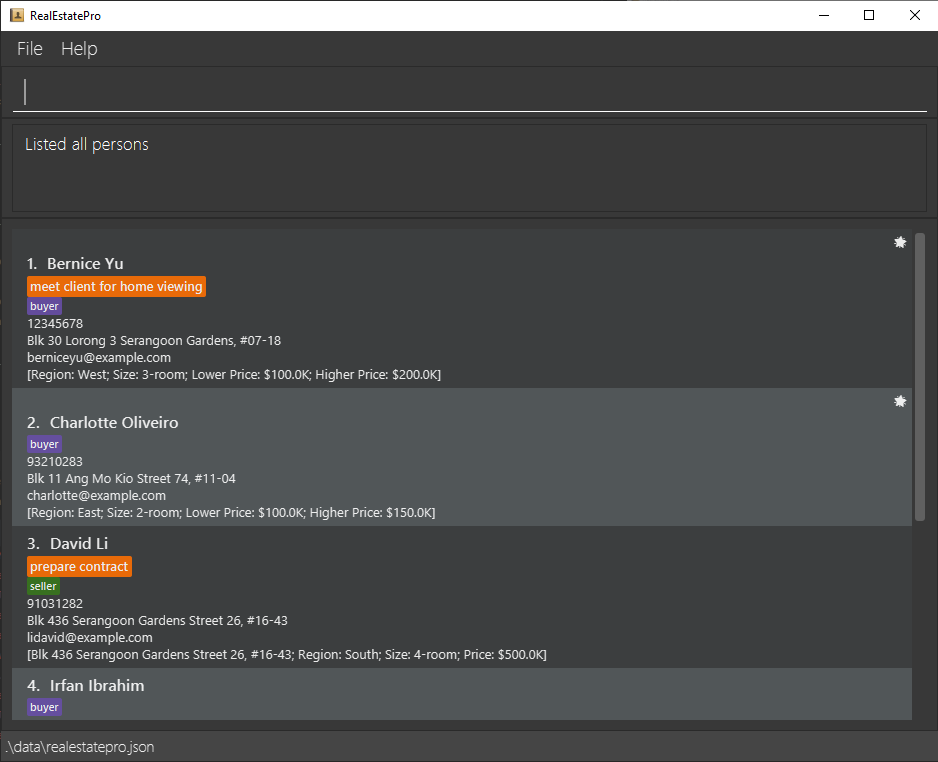 RealEstatePro
File Help
Listed all persons
1. Bernice Yu
meet client for home viewing
buyer
12345678
Blk 30 Lorong 3 Serangoon Gardens, #07-18
berniceyu@example.com
[Region: West; Size: 3-room; Lower Price: $100.0K; Higher Price: $200.0K]
2. Charlotte Oliveiro
buyer
93210283
Blk 11 Ang Mo Kio Street 74, #11-04
charlotte@example.com
[Region: East; Size: 2-room; Lower Price: $100.0K; Higher Price: $150.0K]
3. David Li
prepare contract
seller
91031282
Blk 436 Serangoon Gardens Street 26, #16-43
lidavid@example.com
[Blk 436 Serangoon Gardens Street 26, #16-43; Region: South; Size: 4-room; Price: $500.0K]
4. Irfan Ibrahim
buyer
.\data\realestatepro.json